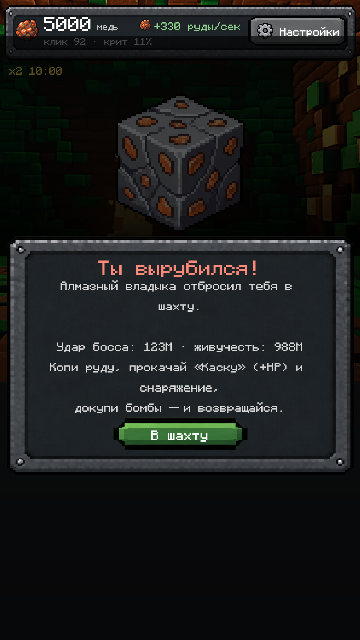 5000 медь
+330 руды/сек
Настройки
клик 92 · крит 11%
x2 10:00
Ты вырубился!
Алмазный владыка отбросил тебя в
шахту.
Удар босса: 123M · живучесть: 988M
Копи руду, прокачай «Каску» (+HP) и
снаряжение,
докупи бомбы — и возвращайся.
В шахту